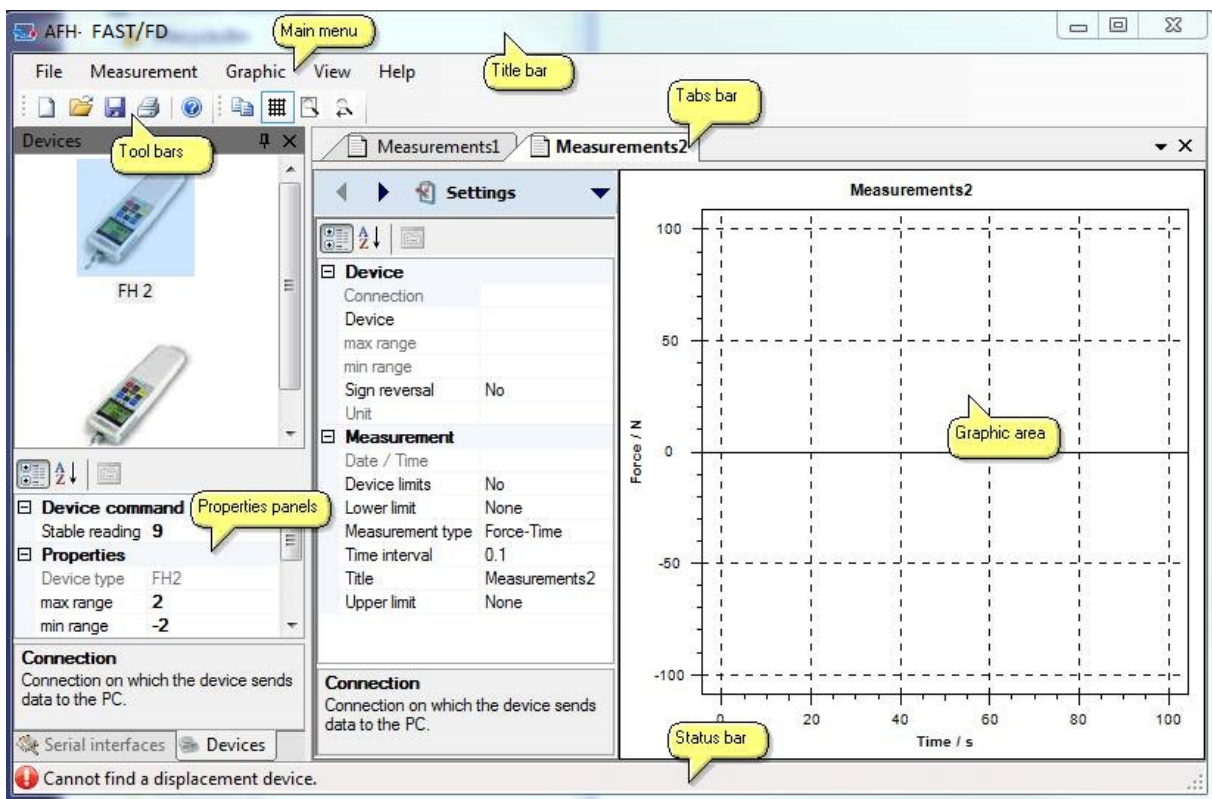 AFH- FAST/FD
Main menu
Title bar
File Measurement Graphic View Help
Tabs bar
Tool bars
Devices
Measurements1 Measurements2
FH 2
Settings
Device
Connection
Device
max range
min range
Sign reversal No
Unit
Measurement
Date / Time
Device limits No
Lower limit None
Measurement type Force-Time
Time interval 0.1
Title Measurements2
Upper limit None
Connection
Connection on which the device sends
data to the PC.
Properties panels
Device command
Stable reading 9
Properties
Device type FH2
max range 2
min range -2
Connection
Connection on which the device sends
data to the PC.
Serial interfaces Devices
Measurements2
100
50
0
-50
-100
Force / N
Graphic area
0 20 40 60 80 100
Time / s
Status bar
Cannot find a displacement device.